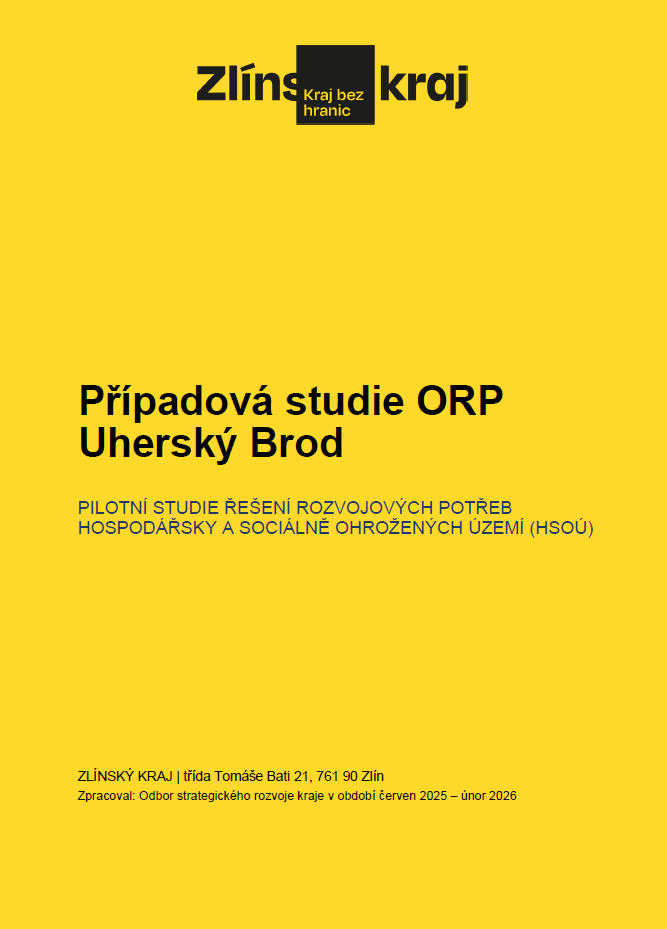 Zlíns kraj
Kraj bez
hranic
Případová studie ORP
Uherský Brod
PILOTNÍ STUDIE ŘEŠENÍ ROZVOJOVÝCH POTŘEB
HOSPODÁŘSKY A SOCIÁLNĚ OHROŽENÝCH ÚZEMÍ (HSOÚ)
ZLÍNSKÝ KRAJ | třída Tomáše Bati 21, 761 90 Zlín
Zpracoval: Odbor strategického rozvoje kraje v období červen 2025 – únor 2026